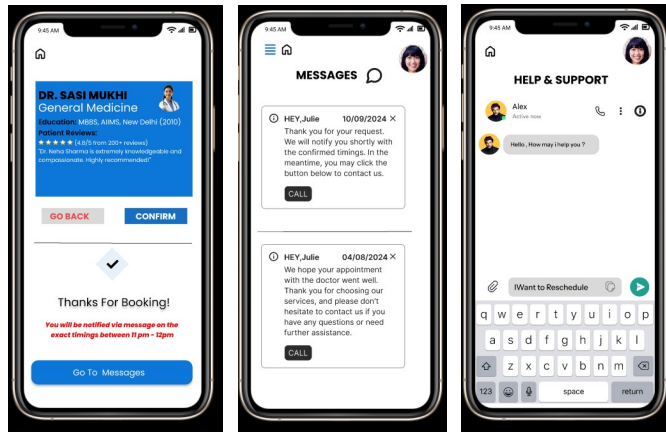 9:45 AM
DR. SASI MUKHI
General Medicine
Education: MBBS, AIIMS, New Delhi (2010)
Patient Reviews:
★★★★★ (4.8/5 from 200+ reviews)
"Dr. Neha Sharma is extremely knowledgeable and
compassionate. Highly recommended!"
GO BACK
CONFIRM
Thanks For Booking!
You will be notified via message on the
exact timings between 11 pm - 12pm
Go To Messages
9:45 AM
MESSAGES
HEY,Julie 10/09/2024 ×
Thank you for your request.
We will notify you shortly with
the confirmed timings. In the
meantime, you may click the
button below to contact us.
CALL
HEY,Julie 04/08/2024 ×
We hope your appointment
with the doctor went well.
Thank you for choosing our
services, and please don't
hesitate to contact us if you
have any questions or need
further assistance.
CALL
9:45 AM
HELP & SUPPORT
Alex
Active now
Hello , How may i help you ?
IWant to Reschedule
q w e r t y u i o p
a s d f g h j k l
z x c v b n m
123 space return